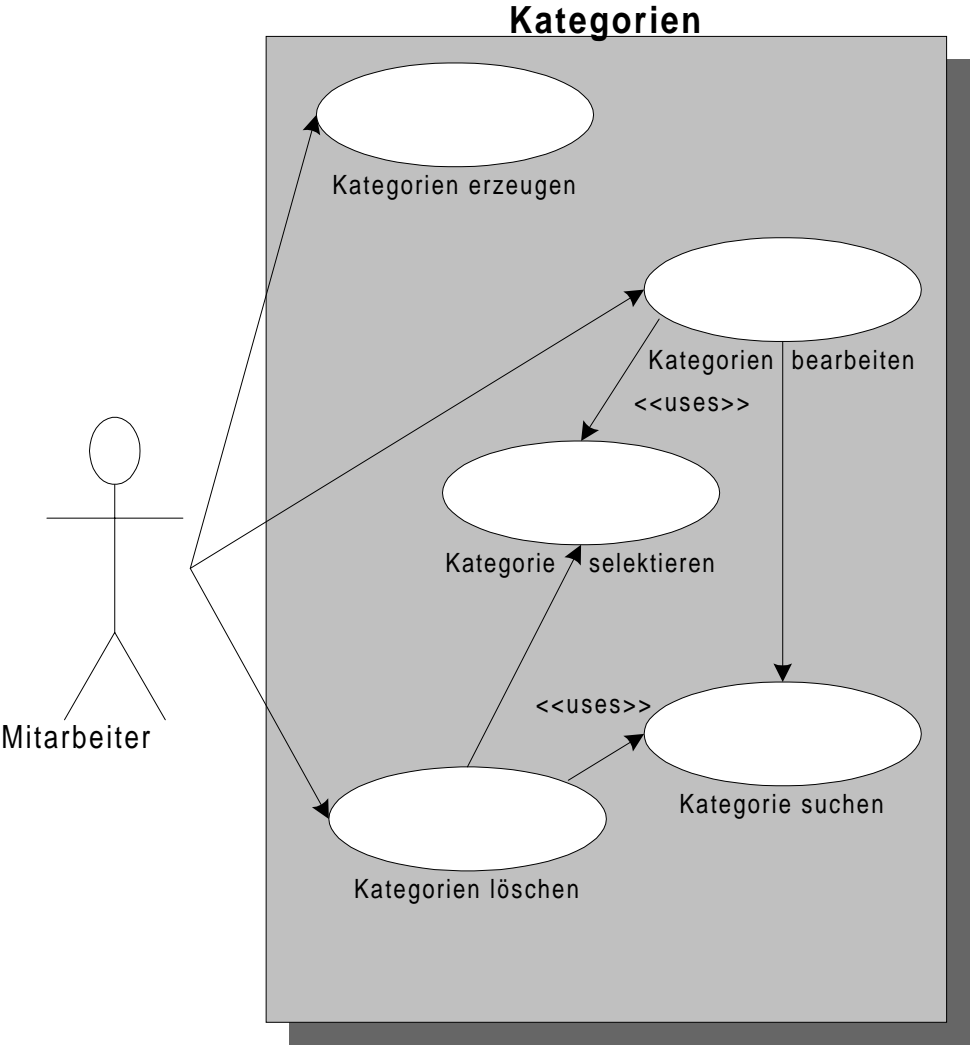 Kategorien
Kategorien erzeugen
Kategorien bearbeiten
<<uses>>
Kategorie selektieren
<<uses>>
Mitarbeiter
Kategorie suchen
Kategorien löschen